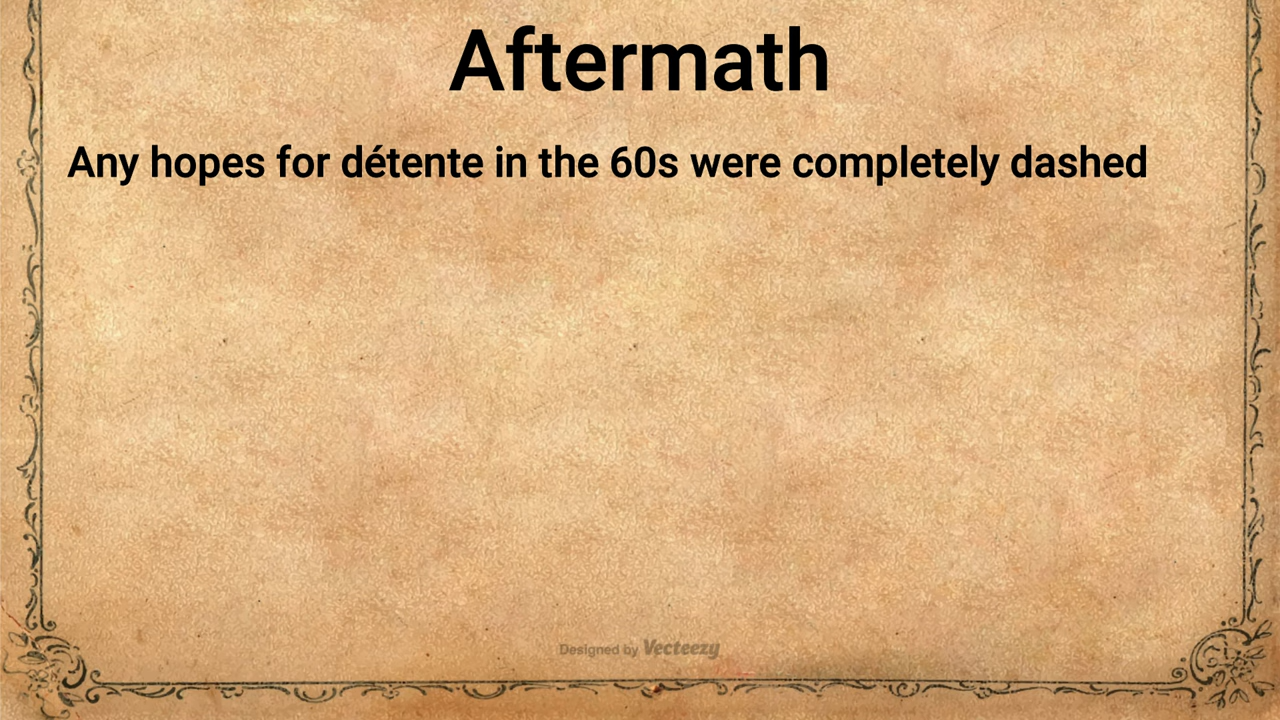 Aftermath
Any hopes for détente in the 60s were completely dashed
Designed by Vecteezy